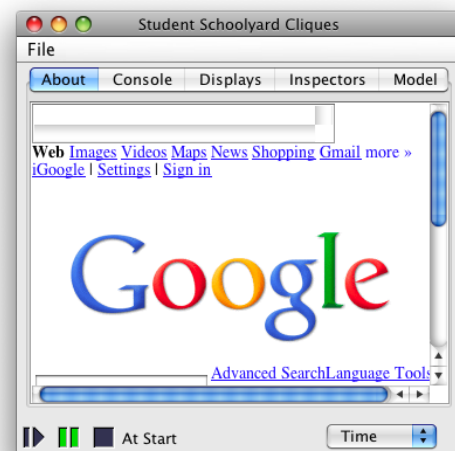 Student Schoolyard Cliques
File
About Console Displays Inspectors Model
Web Images Videos Maps News Shopping Gmail more »
iGoogle | Settings | Sign in
Google
Advanced SearchLanguage Tools
At Start Time